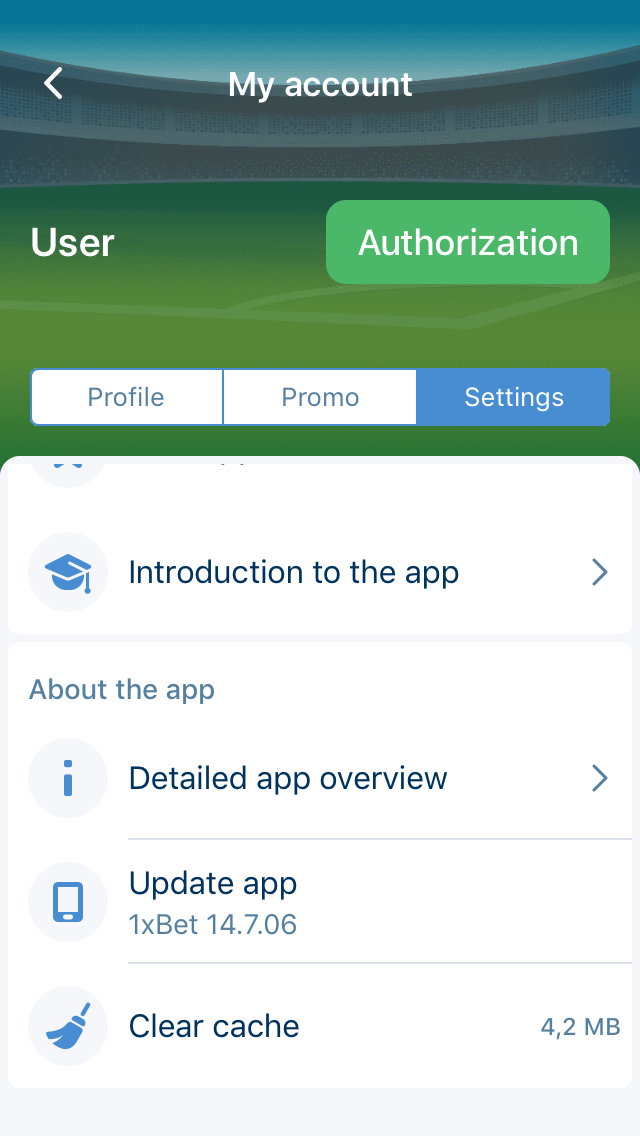 My account
User
Authorization
Profile
Promo
Settings
Introduction to the app
About the app
Detailed app overview
Update app
1xBet 14.7.06
Clear cache
4,2 MB